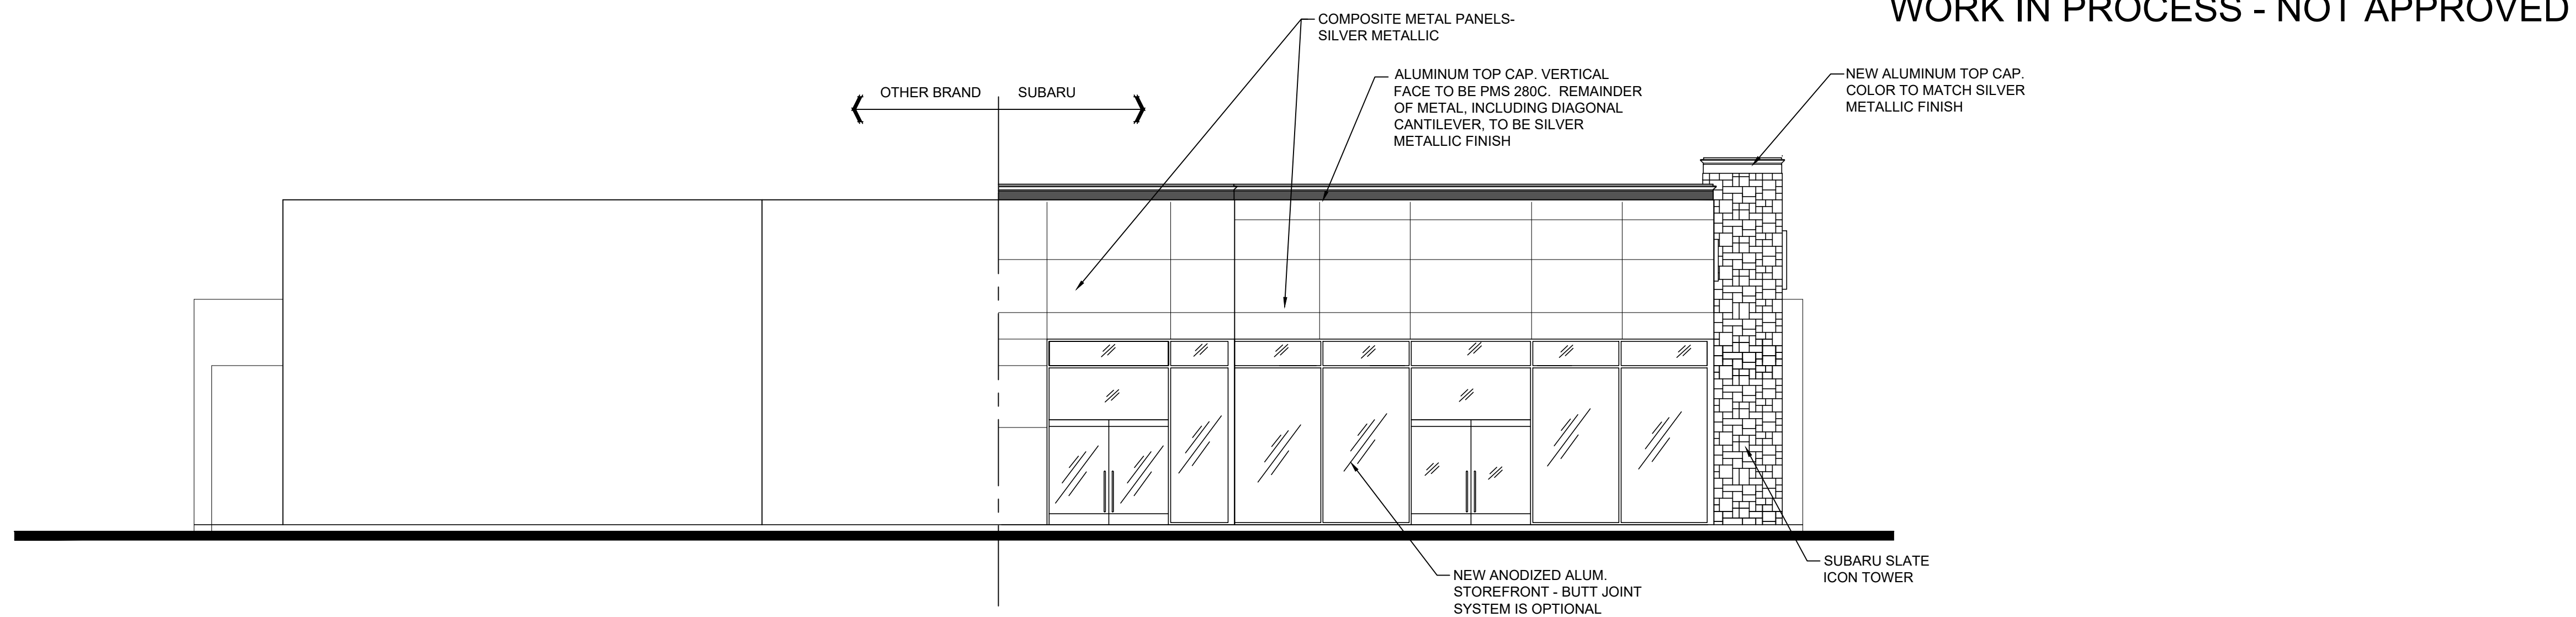 WORK IN PROCESS - NOT APPROVED
COMPOSITE METAL PANELS-
SILVER METALLIC
ALUMINUM TOP CAP. VERTICAL
FACE TO BE PMS 280C. REMAINDER
OF METAL, INCLUDING DIAGONAL
CANTILEVER, TO BE SILVER
METALLIC FINISH
NEW ALUMINUM TOP CAP.
COLOR TO MATCH SILVER
METALLIC FINISH
OTHER BRAND
SUBARU
NEW ANODIZED ALUM.
STOREFRONT - BUTT JOINT
SYSTEM IS OPTIONAL
SUBARU SLATE
ICON TOWER